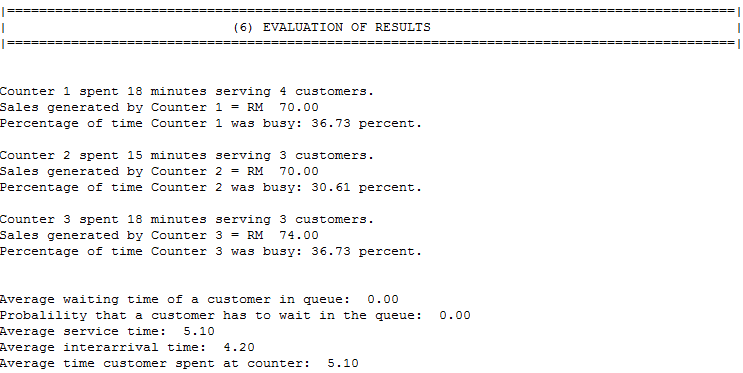 |===========================================================================================|
| (6) EVALUATION OF RESULTS |
|===========================================================================================|
Counter 1 spent 18 minutes serving 4 customers.
Sales generated by Counter 1 = RM 70.00
Percentage of time Counter 1 was busy: 36.73 percent.
Counter 2 spent 15 minutes serving 3 customers.
Sales generated by Counter 2 = RM 70.00
Percentage of time Counter 2 was busy: 30.61 percent.
Counter 3 spent 18 minutes serving 3 customers.
Sales generated by Counter 3 = RM 74.00
Percentage of time Counter 3 was busy: 36.73 percent.
Average waiting time of a customer in queue: 0.00
Probalility that a customer has to wait in the queue: 0.00
Average service time: 5.10
Average interarrival time: 4.20
Average time customer spent at counter: 5.10